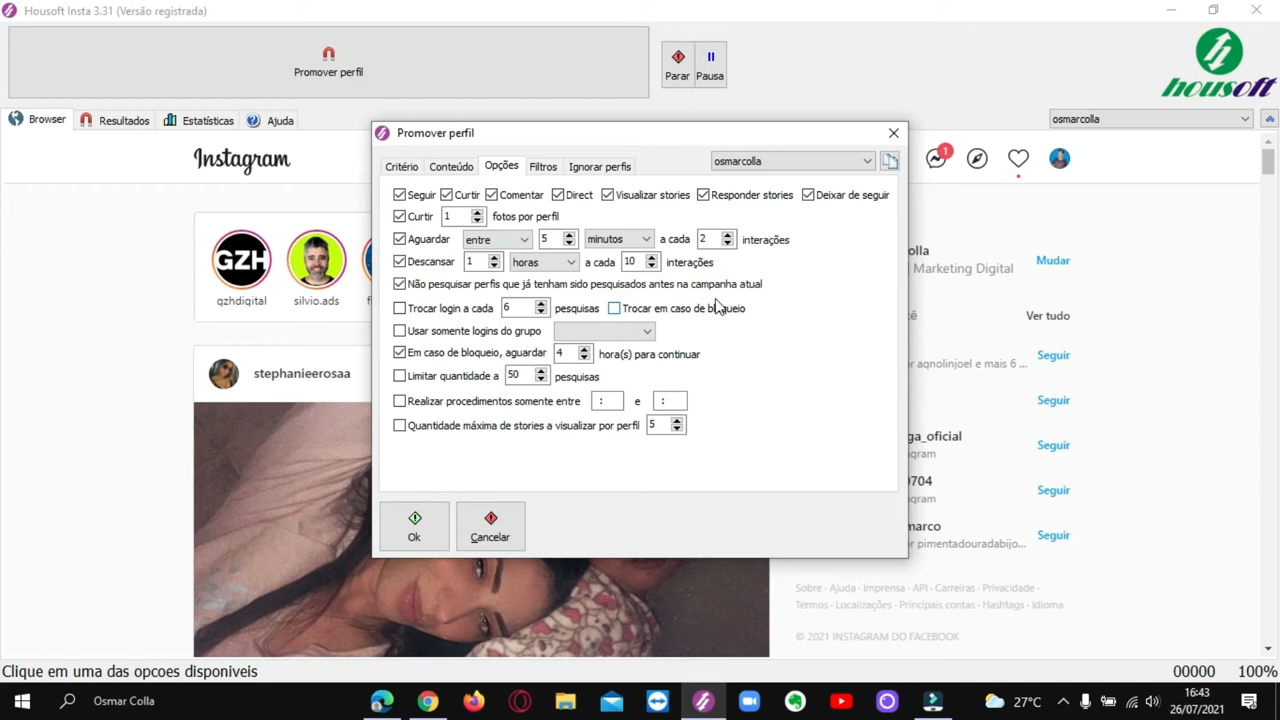 Housoft Insta 3.31 (Versão registrada)
Promover perfil
Parar
Pausa
housoft
Browser
Resultados
Estatísticas
Ajuda
osmarcolla
Instagram
1
Promover perfil
Critério
Conteúdo
Opções
Filtros
Ignorar perfis
osmarcolla
Seguir Curtir Comentar Direct Visualizar stories Responder stories Deixar de seguir
Curtir 1 fotos por perfil
Aguardar entre 5 minutos a cada 2 interações
Descansar 1 horas a cada 10 interações
Não pesquisar perfis que já tenham sido pesquisados antes na campanha atual
Trocar login a cada 6 pesquisas Trocar em caso de bloqueio
Usar somente logins do grupo
Em caso de bloqueio, aguardar 4 hora(s) para continuar
Limitar quantidade a 50 pesquisas
Realizar procedimentos somente entre : e :
Quantidade máxima de stories a visualizar por perfil 5
Ok
Cancelar
GZH
gzhdigital
silvio.ads
stephanieerosaa
colla
Marketing Digital
Mudar
Ver tudo
agnolinjoel e mais 6 ...
Seguir
Seguir
ga_oficial
agram
Seguir
0704
agram
Seguir
marco
or pimentadouradabijo...
Seguir
Sobre · Ajuda · Imprensa · API · Carreiras · Privacidade ·
Termos · Localizações · Principais contas · Hashtags · Idioma
© 2021 INSTAGRAM DO FACEBOOK
Clique em uma das opcoes disponiveis
00000
100%
Osmar Colla
27°C
16:43
26/07/2021